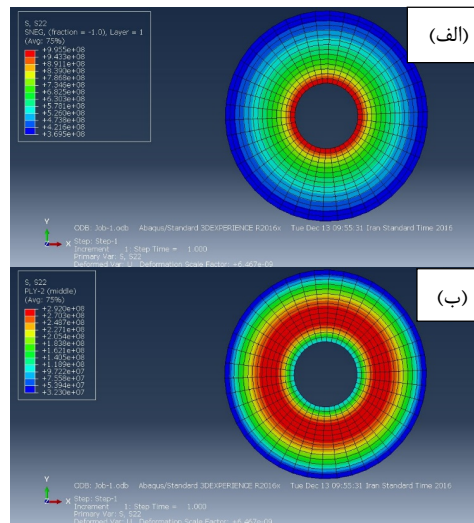 (الف)
S, S22
SNEG, (fraction = -1.0), Layer = 1
(Avg: 75%)
+9.955e+08
+9.433e+08
+8.911e+08
+8.390e+08
+7.868e+08
+7.346e+08
+6.825e+08
+6.303e+08
+5.781e+08
+5.260e+08
+4.738e+08
+4.216e+08
+3.695e+08
Y
X
ODB: Job-1.odb Abaqus/Standard 3DEXPERIENCE R2016x Tue Dec 13 09:55:31 Iran Standard Time 2016
Step: Step-1
Increment 1: Step Time = 1.000
Primary Var: S, S22
Deformed Var: U Deformation Scale Factor: +6.467e-09
(ب)
S, S22
PLY-2 (middle)
(Avg: 75%)
+2.920e+08
+2.703e+08
+2.487e+08
+2.271e+08
+2.054e+08
+1.838e+08
+1.621e+08
+1.405e+08
+1.189e+08
+9.722e+07
+7.558e+07
+5.394e+07
+3.230e+07
Y
X
ODB: Job-1.odb Abaqus/Standard 3DEXPERIENCE R2016x Tue Dec 13 09:55:31 Iran Standard Time 2016
Step: Step-1
Increment 1: Step Time = 1.000
Primary Var: S, S22